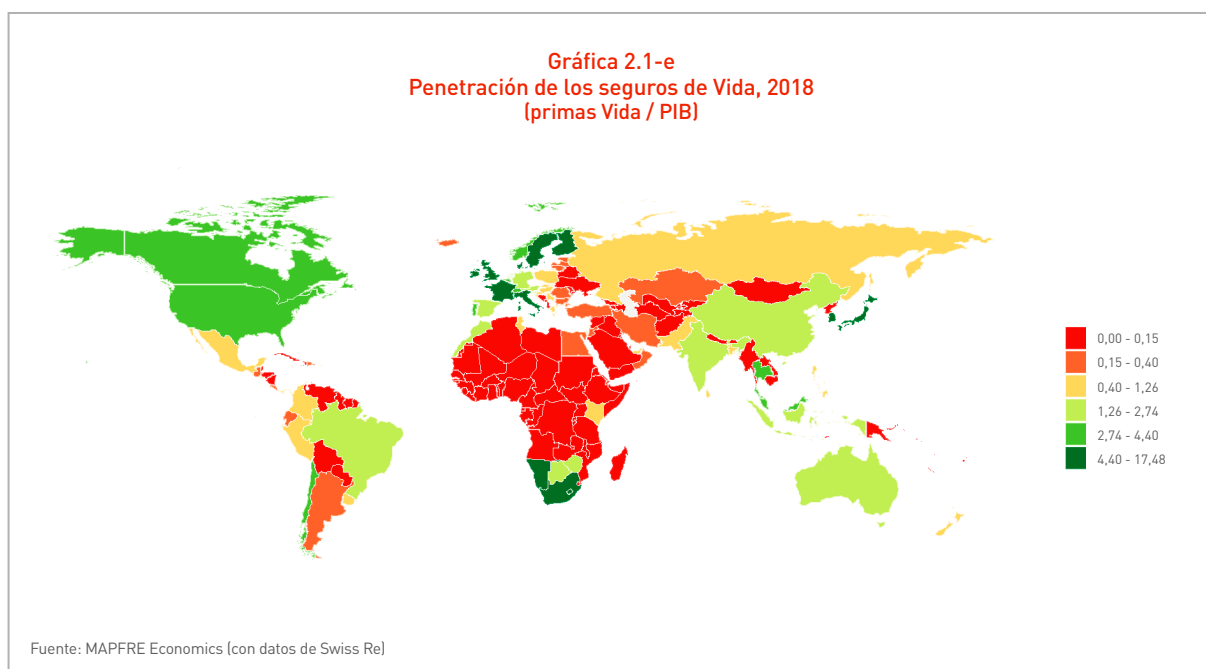 Gráfica 2.1-e
Penetración de los seguros de Vida, 2018
(primas Vida / PIB)
0,00 - 0,15
0,15 - 0,40
0,40 - 1,26
1,26 - 2,74
2,74 - 4,40
4,40 - 17,48
Fuente: MAPFRE Economics (con datos de Swiss Re)